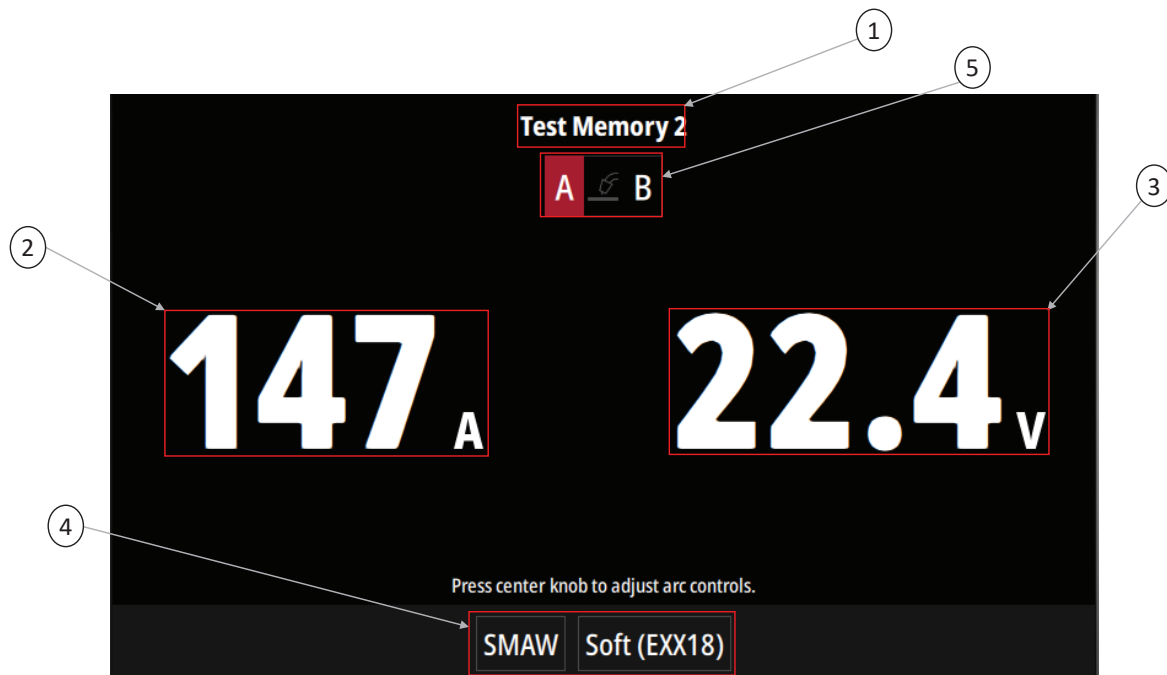 1
5
Test Memory 2
A B
3
2
147 A
22.4 V
4
Press center knob to adjust arc controls.
SMAW Soft (EXX18)